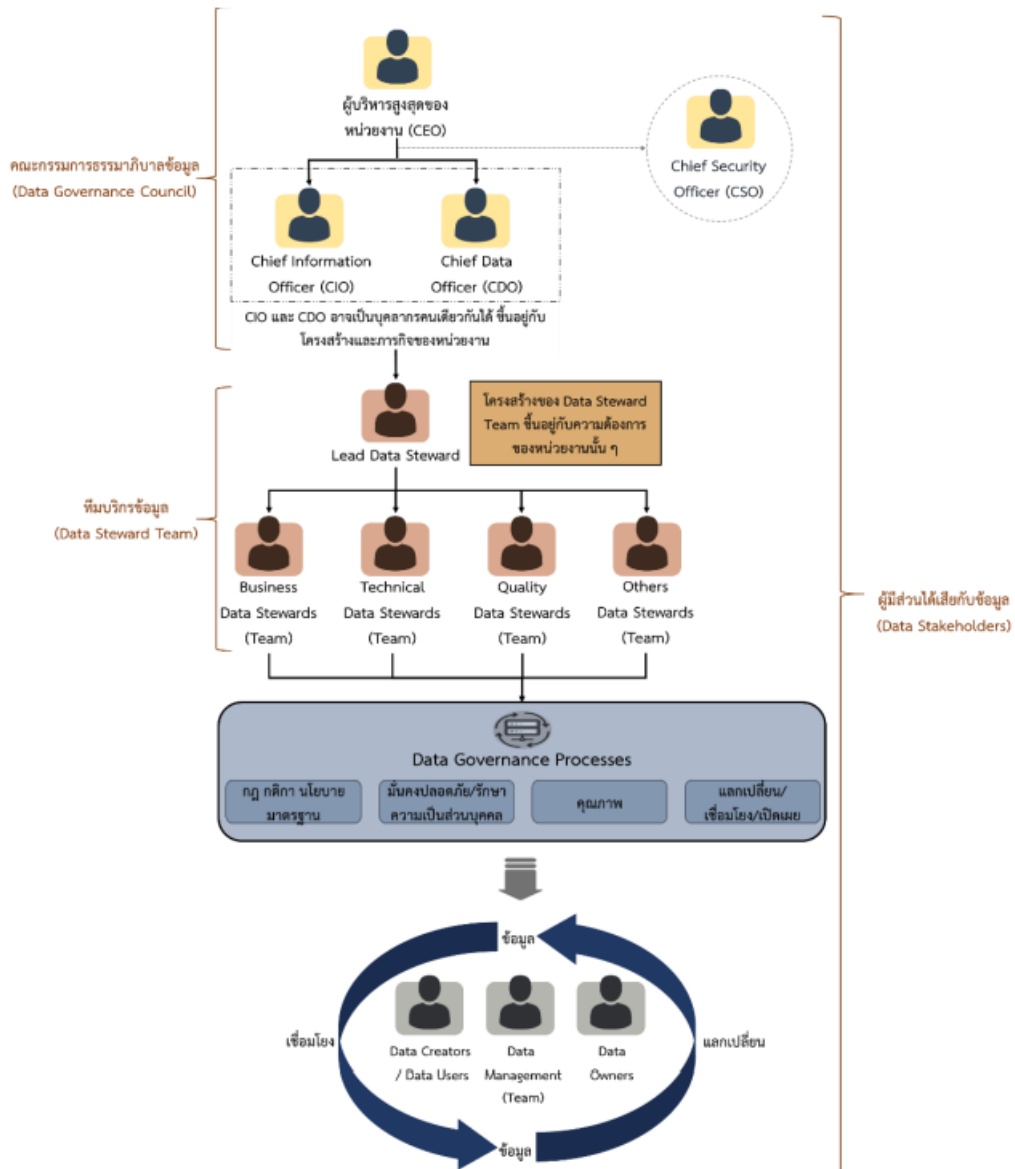 ผู้บริหารสูงสุดของ
หน่วยงาน (CEO)
Chief Security
Officer (CSO)
คณะกรรมการธรรมาภิบาลข้อมูล
(Data Governance Council)
Chief Information
Officer (CIO)
Chief Data
Officer (CDO)
CIO และ CDO อาจเป็นบุคลากรคนเดียวกันได้ ขึ้นอยู่กับ
โครงสร้างและภารกิจของหน่วยงาน
Lead Data Steward
โครงสร้างของ Data Steward
Team ขึ้นอยู่กับความต้องการ
ของหน่วยงานนั้น ๆ
ทีมบริกรข้อมูล
(Data Steward Team)
Business
Data Stewards
(Team)
Technical
Data Stewards
(Team)
Quality
Data Stewards
(Team)
Others
Data Stewards
(Team)
ผู้มีส่วนได้เสียกับข้อมูล
(Data Stakeholders)
Data Governance Processes
กฎ กติกา นโยบาย
มาตรฐาน
มั่นคงปลอดภัย/รักษา
ความเป็นส่วนบุคคล
คุณภาพ
แลกเปลี่ยน/
เชื่อมโยง/เปิดเผย
ข้อมูล
เชื่อมโยง
Data Creators
/ Data Users
Data
Management
(Team)
Data
Owners
แลกเปลี่ยน
ข้อมูล